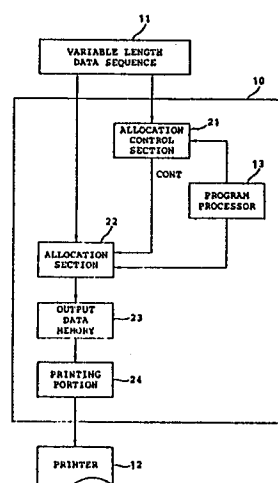 11
VARIABLE LENGTH
DATA SEQUENCE
10
21
ALLOCATION
CONTROL
SECTION
13
CONT
PROGRAM
PROCESSOR
22
ALLOCATION
SECTION
OUTPUT
DATA
MEMORY
23
PRINTING
PORTION
24
PRINTER
12